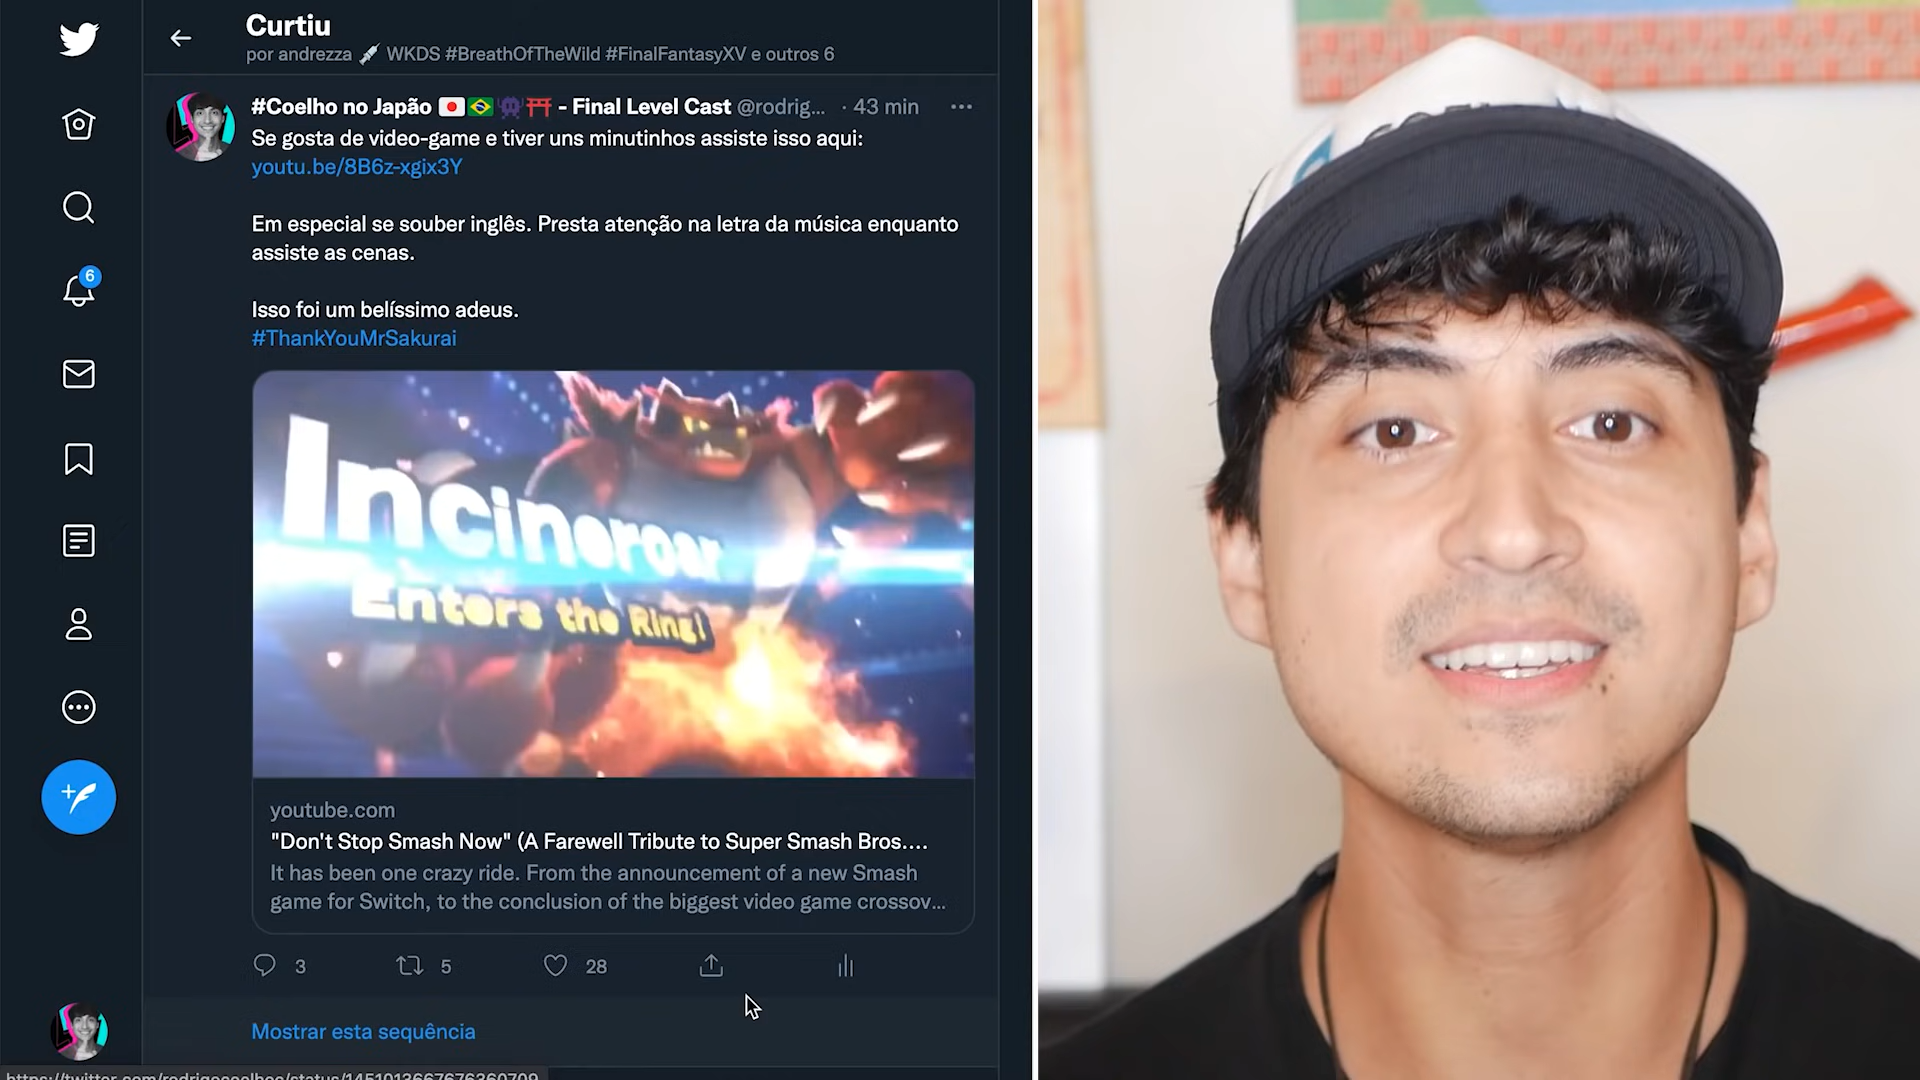 Curtiu
por andrezza WKDS #BreathOfTheWild #FinalFantasyXV e outros 6
#Coelho no Japão - Final Level Cast @rodrig... · 43 min
Se gosta de video-game e tiver uns minutinhos assiste isso aqui:
youtu.be/8B6z-xgix3Y
Em especial se souber inglês. Presta atenção na letra da música enquanto
assiste as cenas.
Isso foi um belíssimo adeus.
#ThankYouMrSakurai
6
Incineroar
Enters the Ring!
youtube.com
"Don't Stop Smash Now" (A Farewell Tribute to Super Smash Bros....
It has been one crazy ride. From the announcement of a new Smash
game for Switch, to the conclusion of the biggest video game crossov...
3 5 28
Mostrar esta sequência